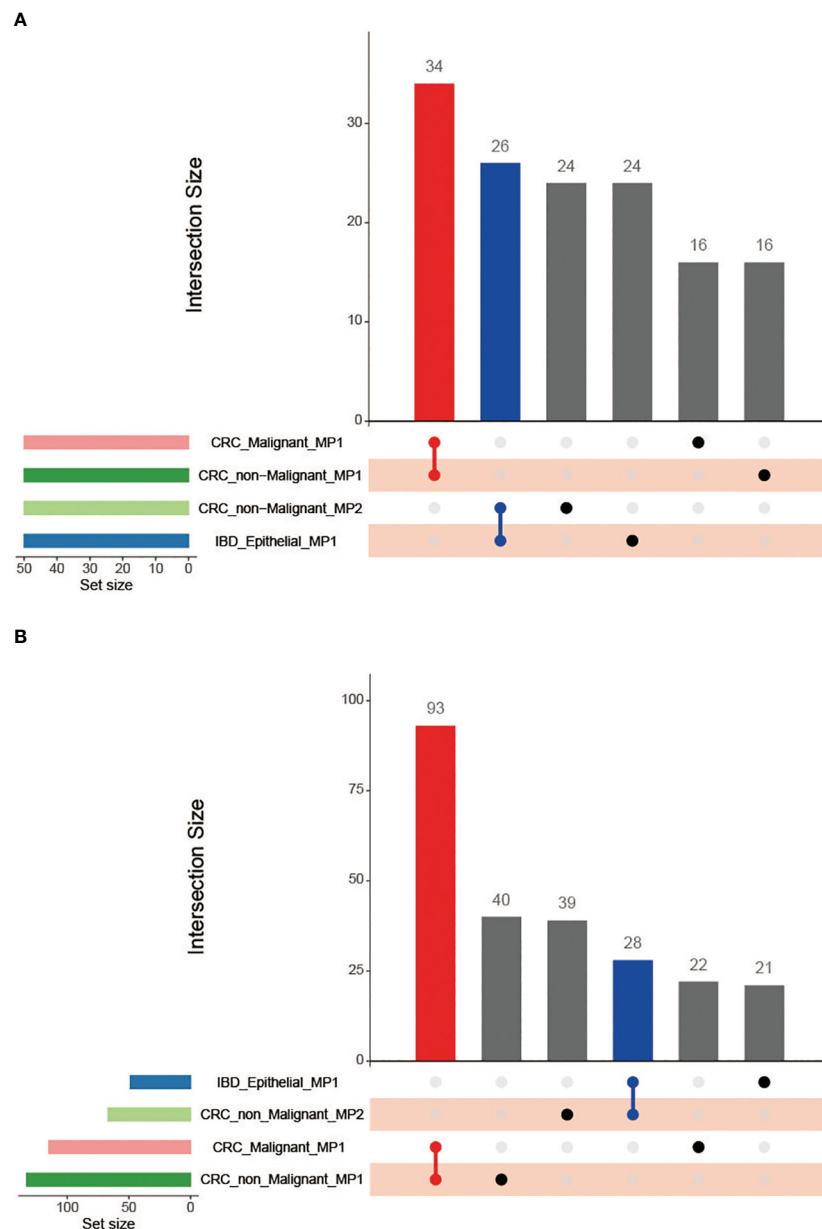 A
Intersection Size
34
26
24
24
16
16
30
20
10
0
CRC_Malignant_MP1
CRC_non−Malignant_MP1
CRC_non−Malignant_MP2
IBD_Epithelial_MP1
50 40 30 20 10 0
Set size
B
Intersection Size
93
40
39
28
22
21
100
75
50
25
0
IBD_Epithelial_MP1
CRC_non_Malignant_MP2
CRC_Malignant_MP1
CRC_non_Malignant_MP1
100 50 0
Set size